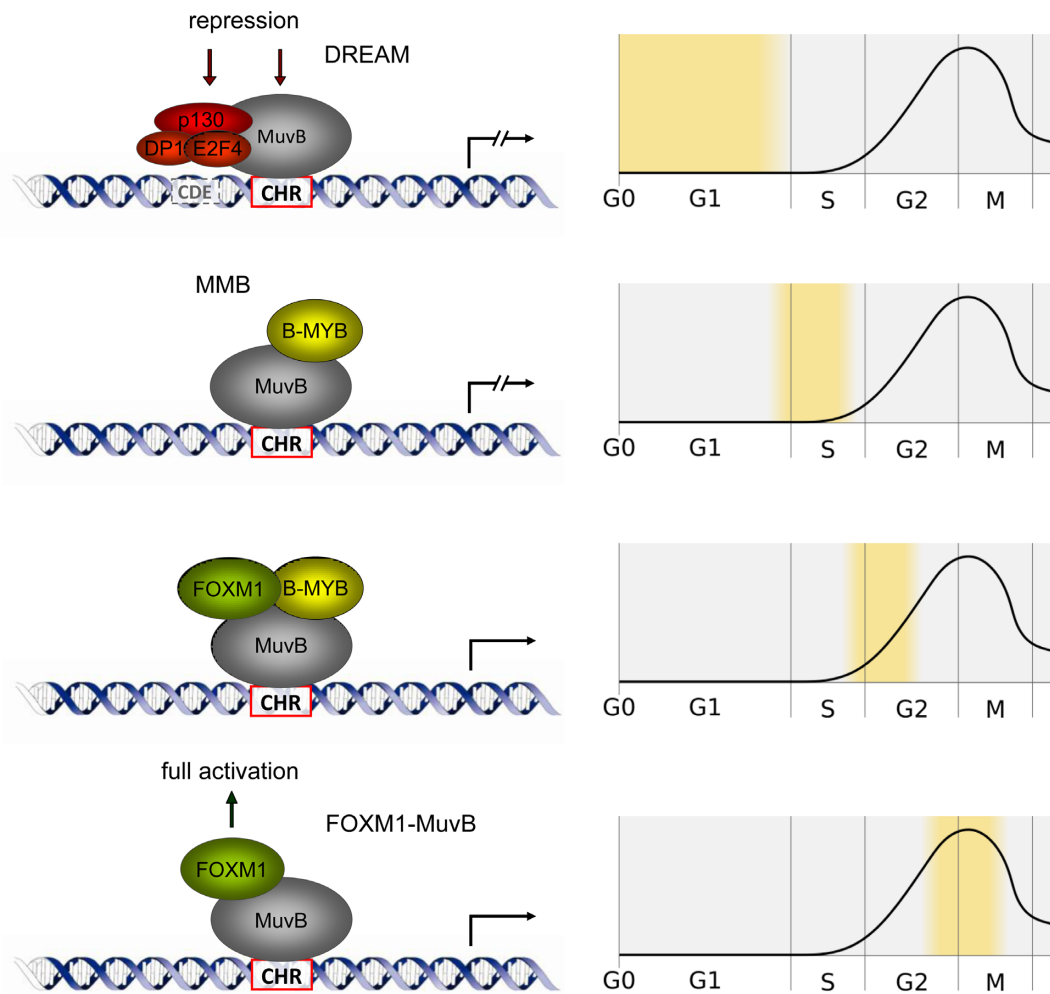 repression
DREAM
p130
MuvB
DP1 E2F4
CDE
CHR
G0 G1 S G2 M
MMB
B-MYB
MuvB
CHR
G0 G1 S G2 M
FOXM1 B-MYB
MuvB
CHR
G0 G1 S G2 M
full activation
FOXM1-MuvB
FOXM1
MuvB
CHR
G0 G1 S G2 M